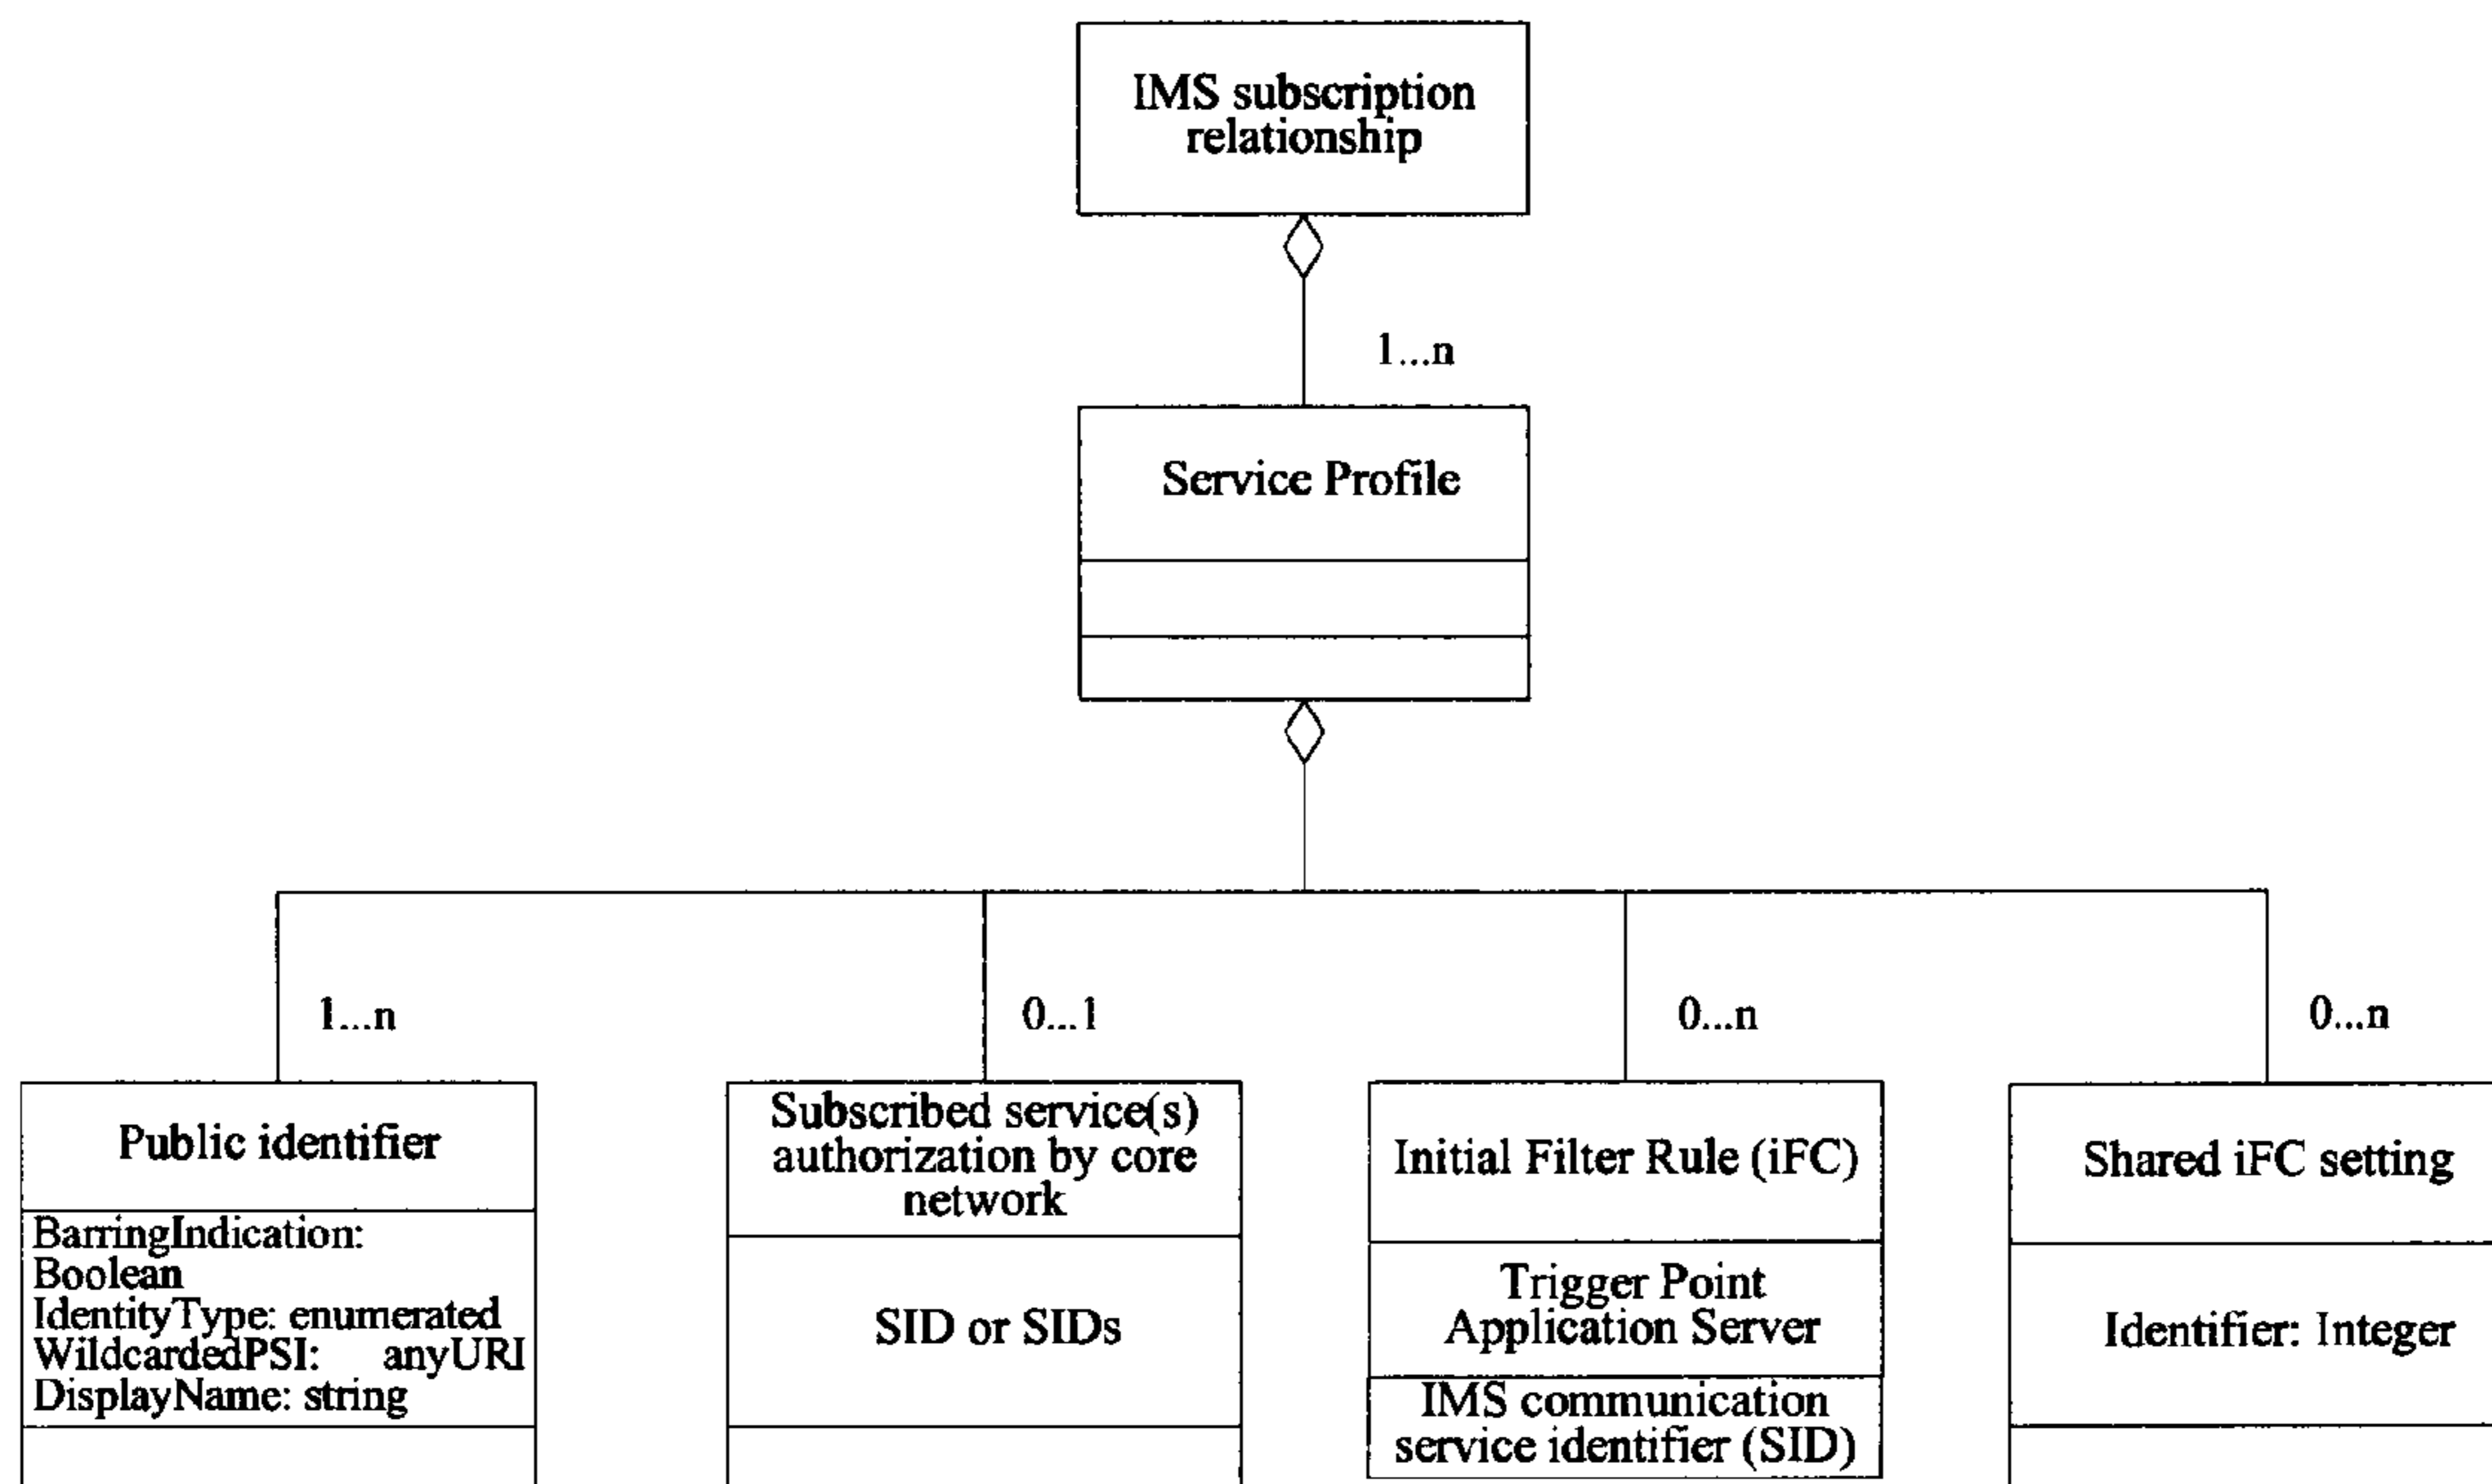 IMS subscription
relationship
1...n
Service Profile
1...n
0...1
0...n
0...n
Public identifier
BarringIndication:
Boolean
IdentityType: enumerated
WildcardedPSI: anyURI
DisplayName: string
Subscribed service(s)
authorization by core
network
SID or SIDs
Initial Filter Rule (iFC)
Trigger Point
Application Server
IMS communication
service identifier (SID)
Shared iFC setting
Identifier: Integer